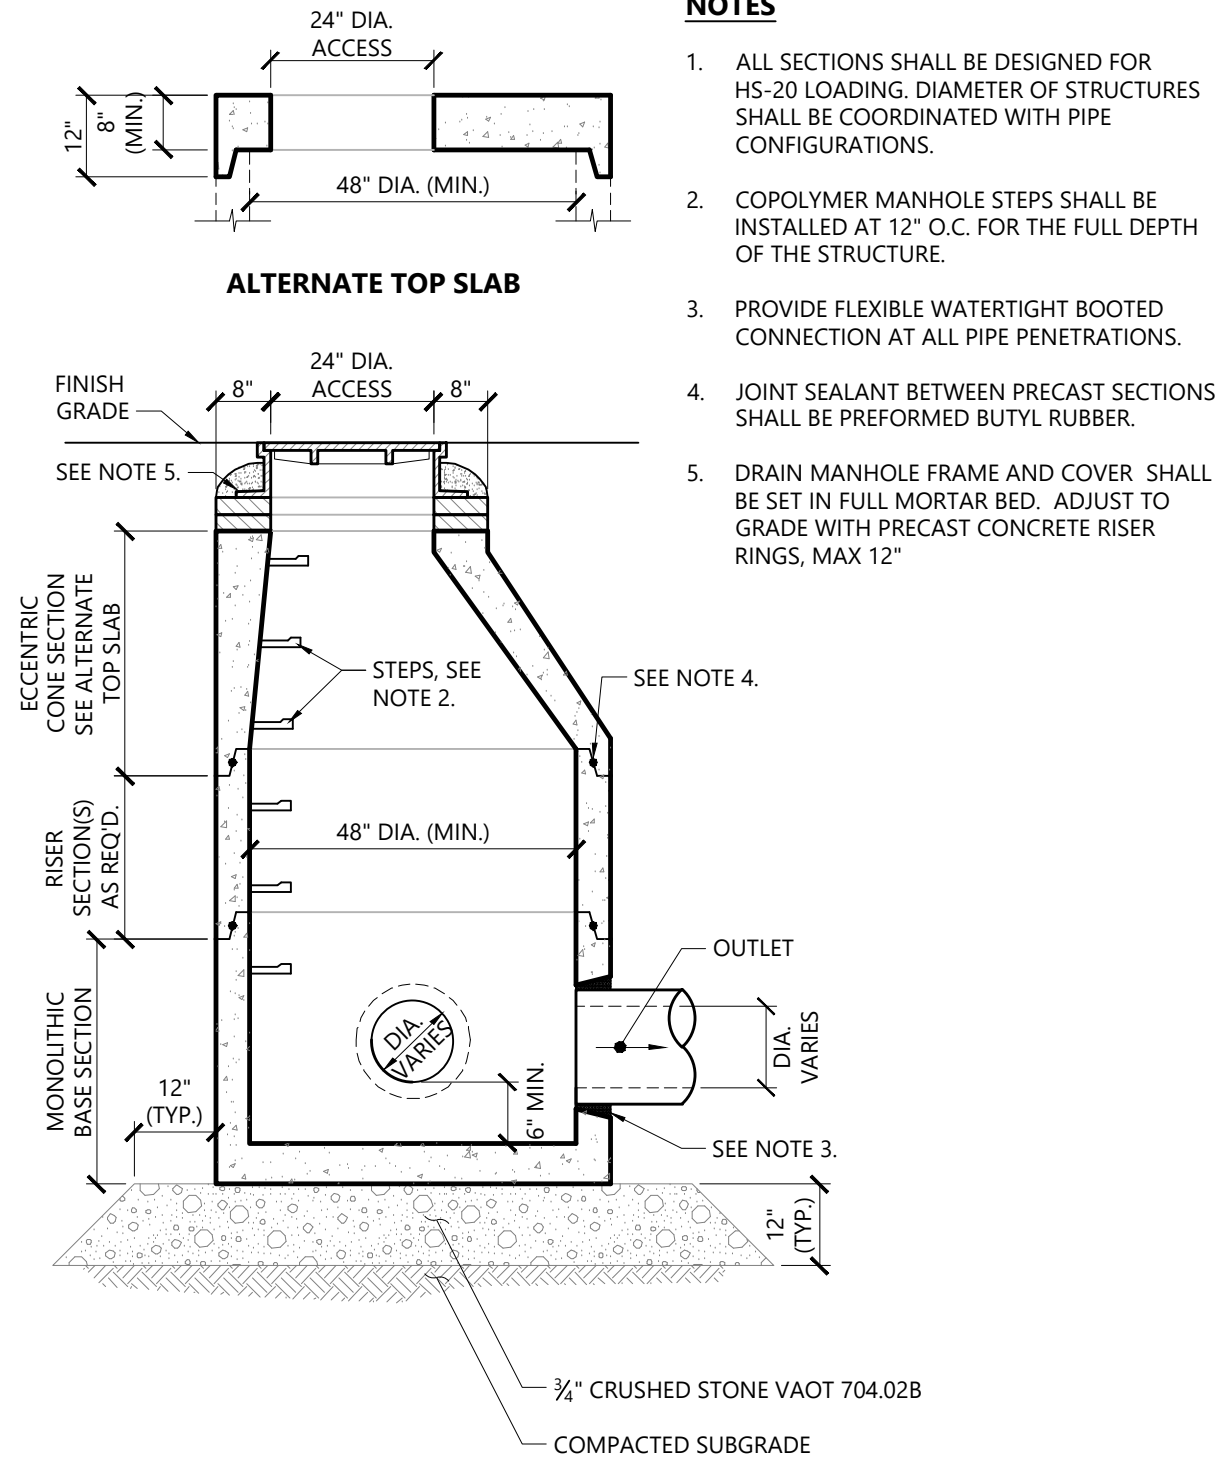 24" DIA.
ACCESS
12"
8"
(MIN.)
48" DIA. (MIN.)
ALTERNATE TOP SLAB
24" DIA.
ACCESS
8"
8"
FINISH
GRADE
SEE NOTE 5.
ECCENTRIC
CONE SECTION
SEE ALTERNATE
TOP SLAB
STEPS, SEE
NOTE 2.
SEE NOTE 4.
RISER
SECTION(S)
AS REQ'D.
48" DIA. (MIN.)
OUTLET
MONOLITHIC
BASE SECTION
DIA.
VARIES
DIA.
VARIES
12"
(TYP.)
6" MIN.
SEE NOTE 3.
12"
(TYP.)
¾" CRUSHED STONE VAOT 704.02B
COMPACTED SUBGRADE
NOTES
1. ALL SECTIONS SHALL BE DESIGNED FOR
HS-20 LOADING. DIAMETER OF STRUCTURES
SHALL BE COORDINATED WITH PIPE
CONFIGURATIONS.
2. COPOLYMER MANHOLE STEPS SHALL BE
INSTALLED AT 12" O.C. FOR THE FULL DEPTH
OF THE STRUCTURE.
3. PROVIDE FLEXIBLE WATERTIGHT BOOTED
CONNECTION AT ALL PIPE PENETRATIONS.
4. JOINT SEALANT BETWEEN PRECAST SECTIONS
SHALL BE PREFORMED BUTYL RUBBER.
5. DRAIN MANHOLE FRAME AND COVER SHALL
BE SET IN FULL MORTAR BED. ADJUST TO
GRADE WITH PRECAST CONCRETE RISER
RINGS, MAX 12"